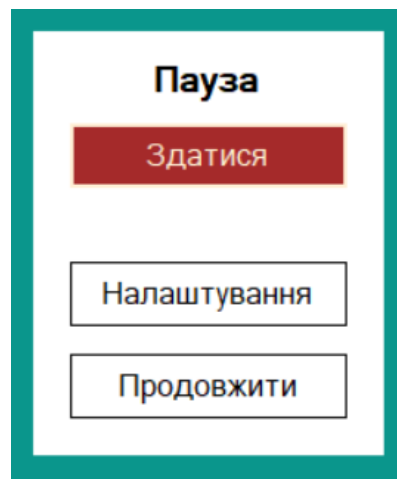 Пауза
Здатися
Налаштування
Продовжити